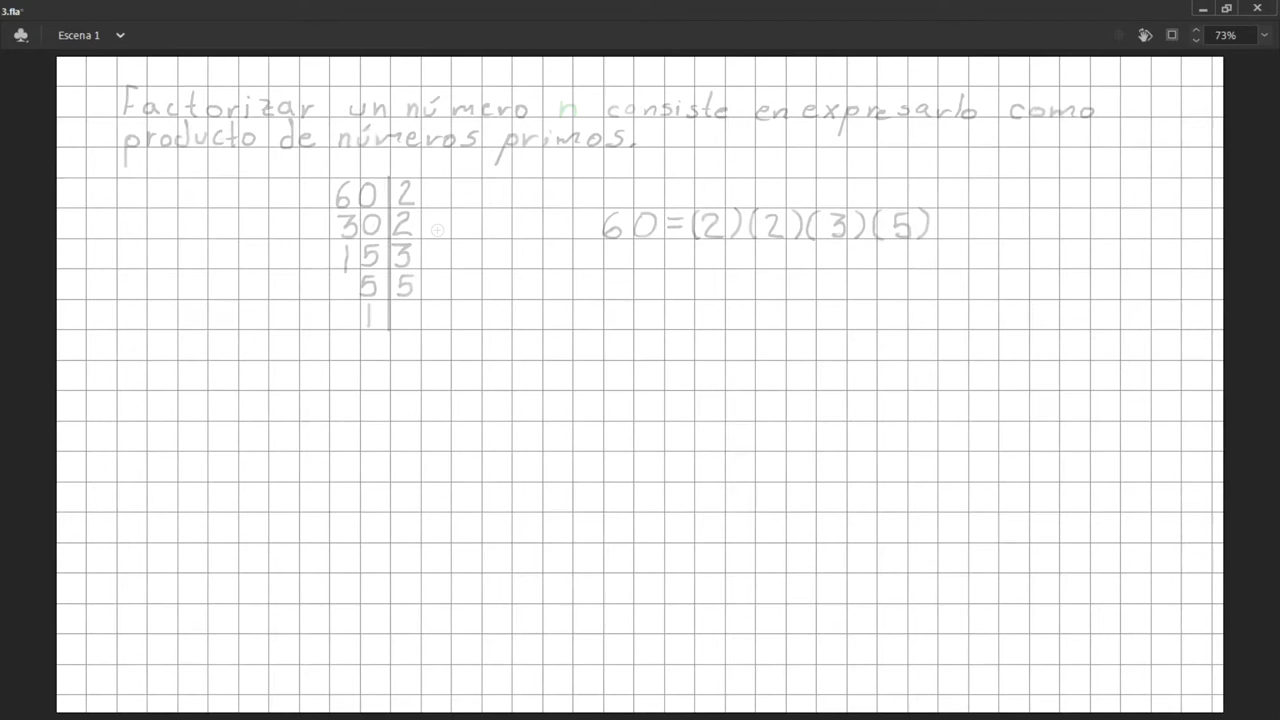 3.fla*
Escena 1
73%
Factorizar un número n consiste en expresarlo como
producto de números primos.
60 | 2
30 | 2
15 | 3
5 | 5
1 |
60=(2)(2)(3)(5)